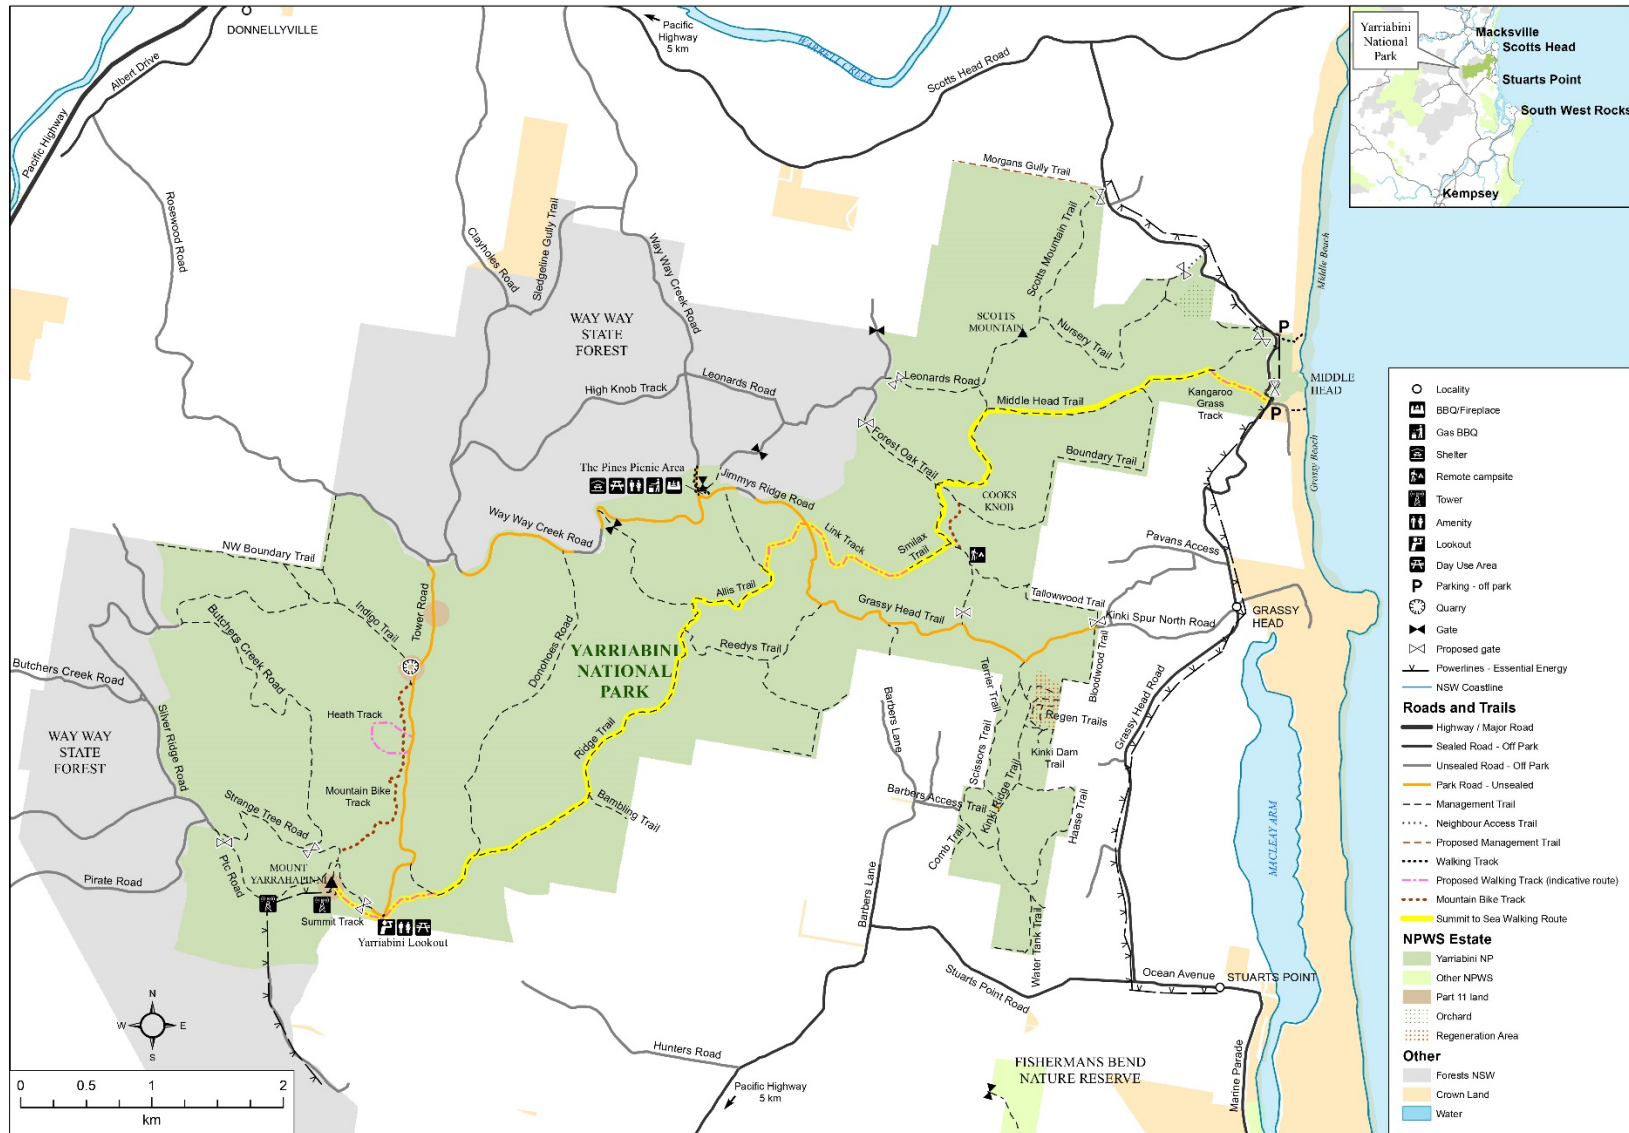 DONNELLYVILLE
Pacific Highway
Albert Drive
Pacific
Highway
5 km
WARRELL CREEK
Scotts Head Road
Yarriabini
National
Park
Macksville
Scotts Head
Stuarts Point
South West Rocks
Kempsey
Rosewood Road
Clayholes Road
Sledgeline Gully Trail
Way Way Creek Road
Morgans Gully Trail
Scotts Mountain Trail
Middle Beach
WAY WAY
STATE
FOREST
SCOTTS
MOUNTAIN
Nursery Trail
P
High Knob Track
Leonards Road
Leonards Road
Middle Head Trail
Kangaroo
Grass
Track
MIDDLE
HEAD
P
Forest Oak Trail
Boundary Trail
Grassy Beach
The Pines Picnic Area
Jimmys Ridge Road
COOKS
KNOB
Way Way Creek Road
Link Track
Smilax
Trail
NW Boundary Trail
Pavans Access
Allis Trail
Tallowwood Trail
Tower Road
Indigo Trail
Butchers Creek Road
Grassy Head Trail
Kinki Spur North Road
GRASSY
HEAD
Donohoes Road
YARRIABINI
NATIONAL
PARK
Reedys Trail
Butchers Creek Road
Silver Ridge Road
Terrier Trail
Bloodwood Trail
Barbers Lane
Regen Trails
Heath Track
Ridge Trail
Scissors Trail
Kinki Dam
Trail
Grassy Head Road
WAY WAY
STATE
FOREST
Mountain Bike
Track
Bambling Trail
Barbers Access Trail
Kinki Ridge Trail
Haase Trail
Strange Tree Road
Comb Trail
MACLEAY ARM
Pic Road
MOUNT
YARRAHAPINNI
Pirate Road
Summit Track
Yarriabini Lookout
Barbers Lane
Water Tank Trail
Stuarts Point Road
Ocean Avenue
STUARTS POINT
N
W
E
S
Hunters Road
FISHERMANS BEND
NATURE RESERVE
Marine Parade
Pacific Highway
5 km
0
0.5
1
2
km
Locality
BBQ/Fireplace
Gas BBQ
Shelter
Remote campsite
Tower
Amenity
Lookout
Day Use Area
P Parking - off park
Quarry
Gate
Proposed gate
Powerlines - Essential Energy
NSW Coastline
Roads and Trails
Highway / Major Road
Sealed Road - Off Park
Unsealed Road - Off Park
Park Road - Unsealed
Management Trail
Neighbour Access Trail
Proposed Management Trail
Walking Track
Proposed Walking Track (indicative route)
Mountain Bike Track
Summit to Sea Walking Route
NPWS Estate
Yarriabini NP
Other NPWS
Part 11 land
Orchard
Regeneration Area
Other
Forests NSW
Crown Land
Water